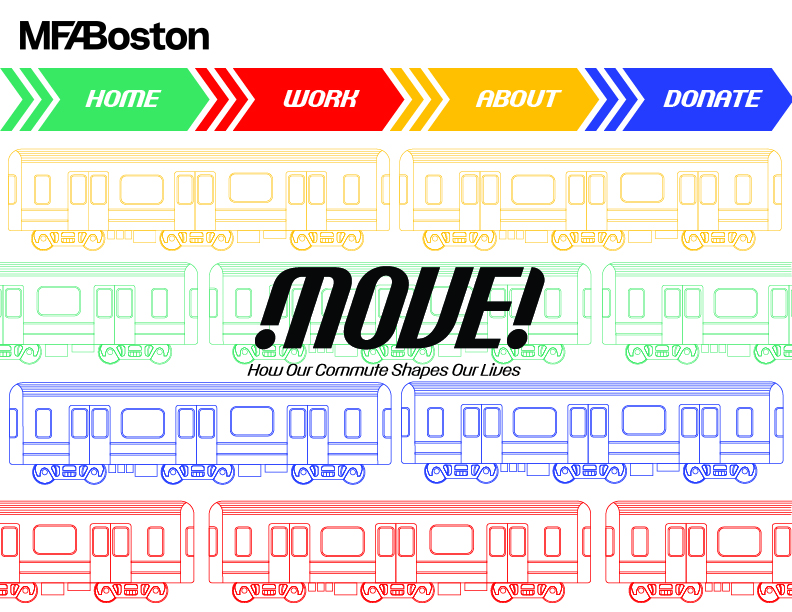 MFABoston
HOME
WORK
ABOUT
DONATE
!MOVE!
How Our Commute Shapes Our Lives